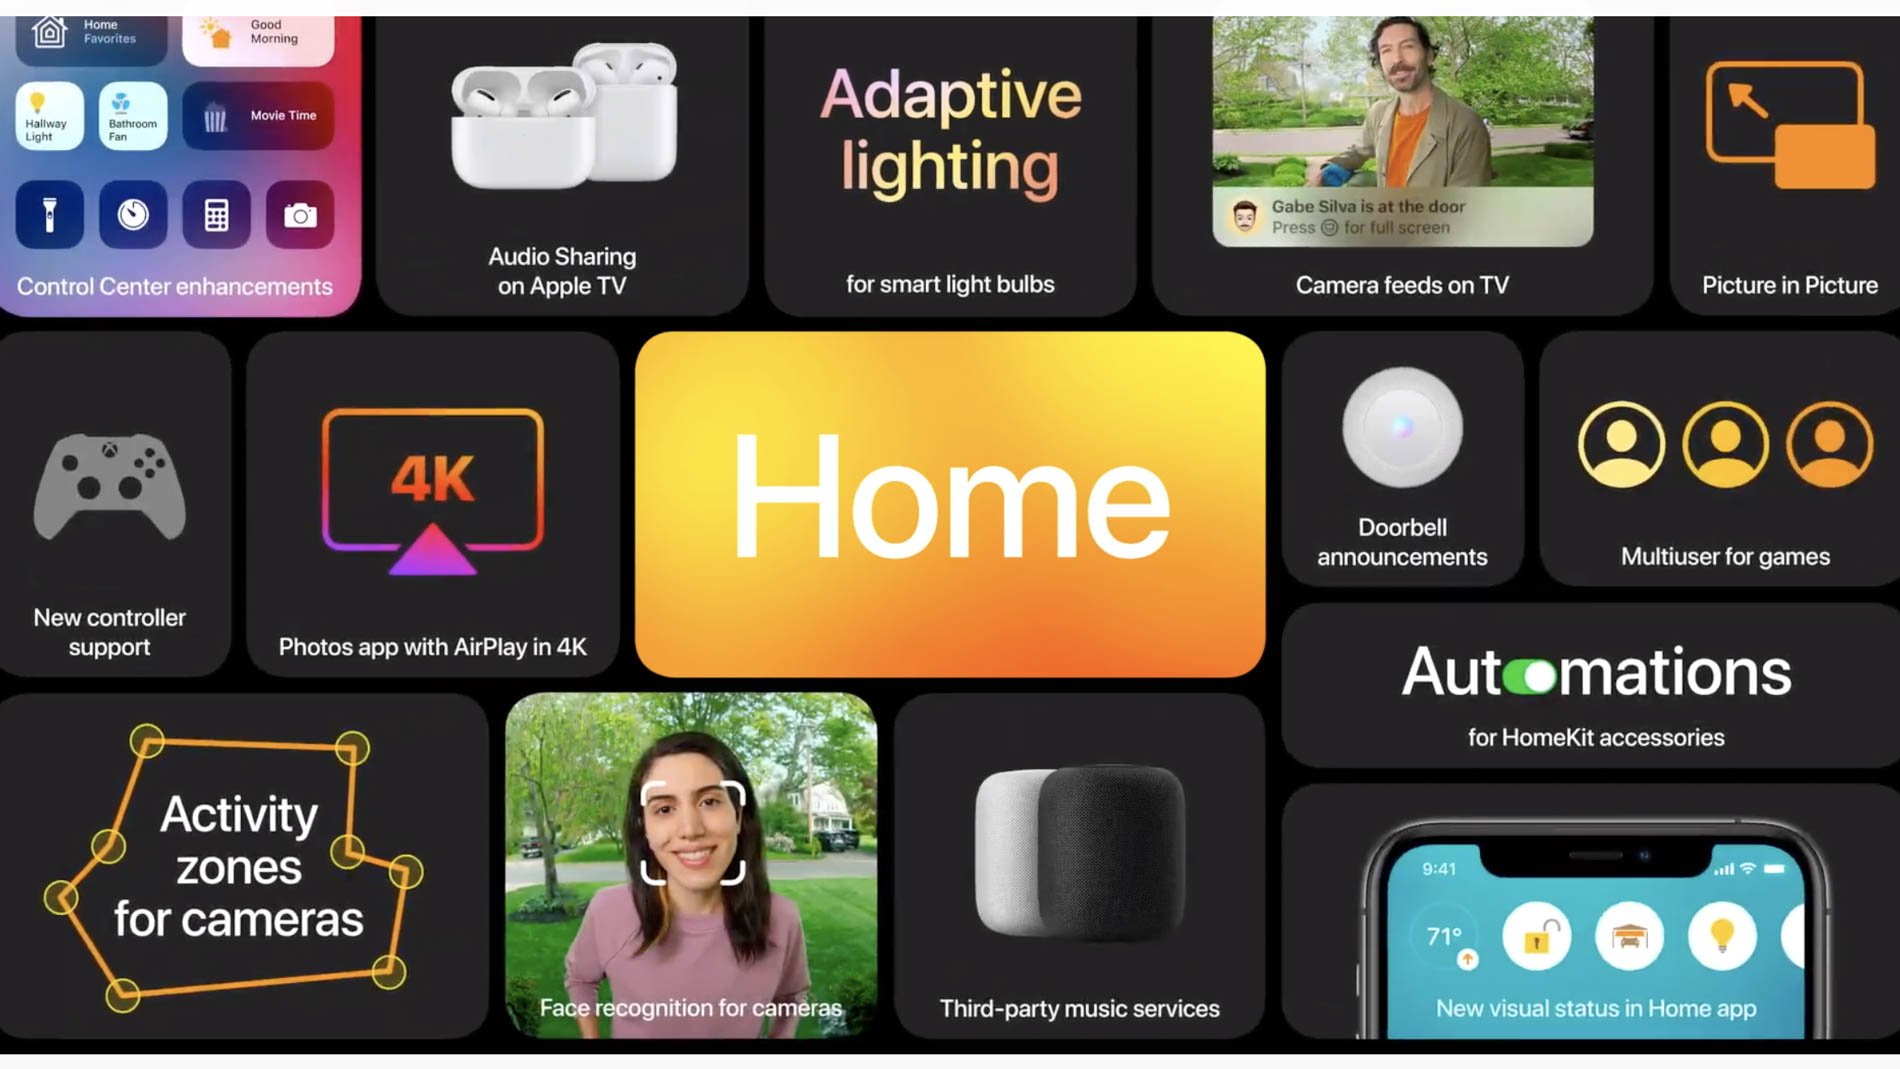 Home
Favorites
Good
Morning
Hallway
Light
Bathroom
Fan
Movie Time
Control Center enhancements
Audio Sharing
on Apple TV
Adaptive
lighting
for smart light bulbs
Gabe Silva is at the door
Press for full screen
Camera feeds on TV
Picture in Picture
New controller
support
4K
Photos app with AirPlay in 4K
Home
Doorbell
announcements
Multiuser for games
Automations
for HomeKit accessories
Activity
zones
for cameras
Face recognition for cameras
Third-party music services
9:41
71°
New visual status in Home app